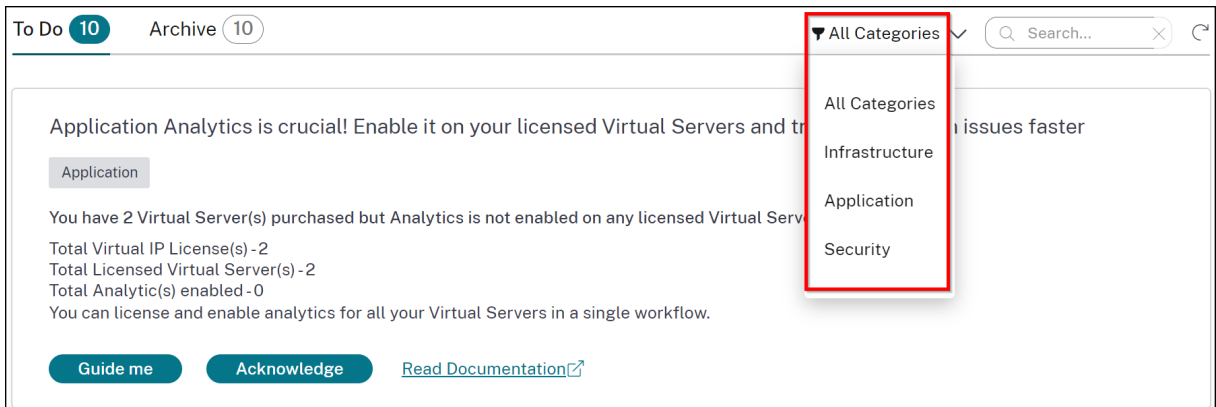 To Do 10 Archive 10 All Categories Search...
All Categories
Infrastructure
Application
Security
Application Analytics is crucial! Enable it on your licensed Virtual Servers and issues faster
Application
You have 2 Virtual Server(s) purchased but Analytics is not enabled on any licensed Virtual
Total Virtual IP License(s) - 2
Total Licensed Virtual Server(s) - 2
Total Analytic(s) enabled - 0
You can license and enable analytics for all your Virtual Servers in a single workflow.
Guide me Acknowledge Read Documentation